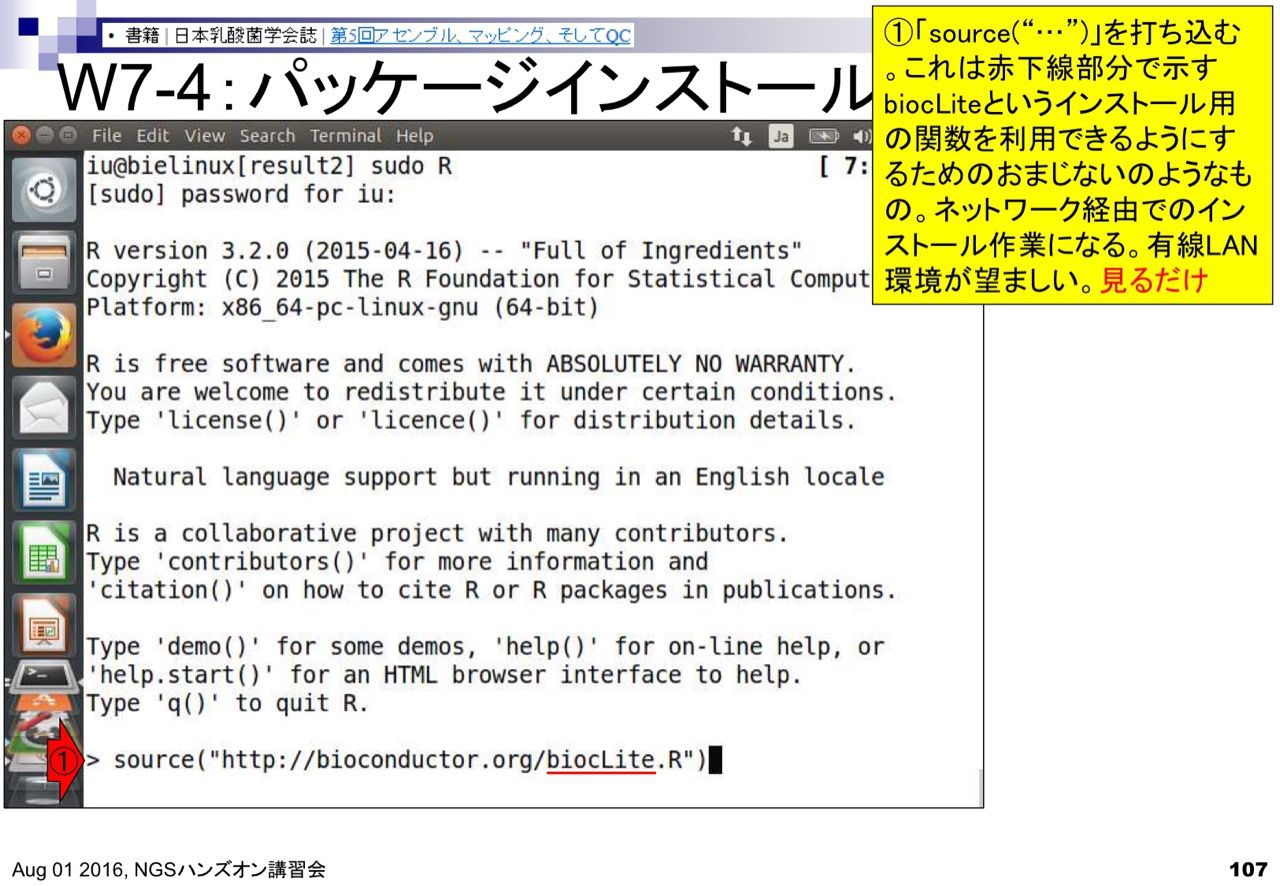 • 書籍 | 日本乳酸菌学会誌 | 第5回アセンブル、マッピング、そしてQC
W7-4：パッケージインストール
①「source(“…”)」を打ち込む
。これは赤下線部分で示す
biocLiteというインストール用
の関数を利用できるようにす
るためのおまじないのようなも
の。ネットワーク経由でのイン
ストール作業になる。有線LAN
環境が望ましい。見るだけ
File Edit View Search Terminal Help
Ja
iu@bielinux[result2] sudo R [ 7:
[sudo] password for iu:
R version 3.2.0 (2015-04-16) -- "Full of Ingredients"
Copyright (C) 2015 The R Foundation for Statistical Comput
Platform: x86_64-pc-linux-gnu (64-bit)
R is free software and comes with ABSOLUTELY NO WARRANTY.
You are welcome to redistribute it under certain conditions.
Type 'license()' or 'licence()' for distribution details.
Natural language support but running in an English locale
R is a collaborative project with many contributors.
Type 'contributors()' for more information and
'citation()' on how to cite R or R packages in publications.
Type 'demo()' for some demos, 'help()' for on-line help, or
'help.start()' for an HTML browser interface to help.
Type 'q()' to quit R.
① > source("http://bioconductor.org/biocLite.R")
Aug 01 2016, NGSハンズオン講習会
107